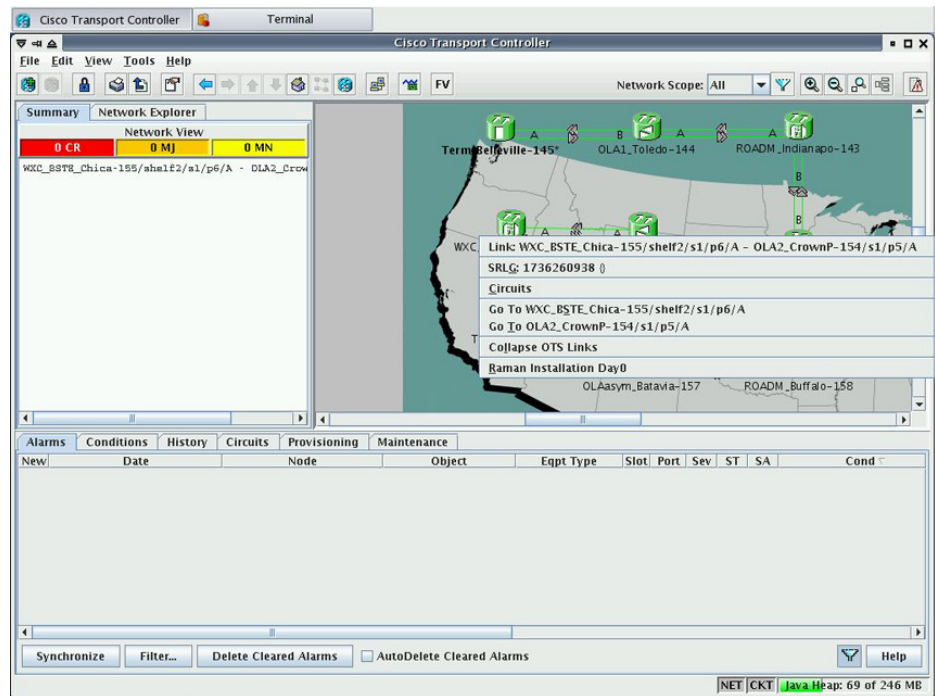 Cisco Transport Controller
Terminal
Cisco Transport Controller
File Edit View Tools Help
FV
Network Scope: All
Summary Network Explorer
Network View
0 CR 0 MJ 0 MN
WXC_BSTE_Chica-155/shelf2/s1/p6/A - OLA2_Crow
A B A A
Term_Belleville-145* OLA1_Toledo-144 ROADM_Indianapo-143
B
B
A A
WXC_
Link: WXC_BSTE_Chica-155/shelf2/s1/p6/A - OLA2_CrownP-154/s1/p5/A
SRLG: 1736260938 ()
Circuits
Go To WXC_BSTE_Chica-155/shelf2/s1/p6/A
Go To OLA2_CrownP-154/s1/p5/A
T
Collapse OTS Links
Raman Installation Day0
OLAasym_Batavia-157 ROADM_Buffalo-158
Alarms Conditions History Circuits Provisioning Maintenance
New Date Node Object Eqpt Type Slot Port Sev ST SA Cond
Synchronize Filter... Delete Cleared Alarms AutoDelete Cleared Alarms Help
NET CKT Java Heap: 69 of 246 MB